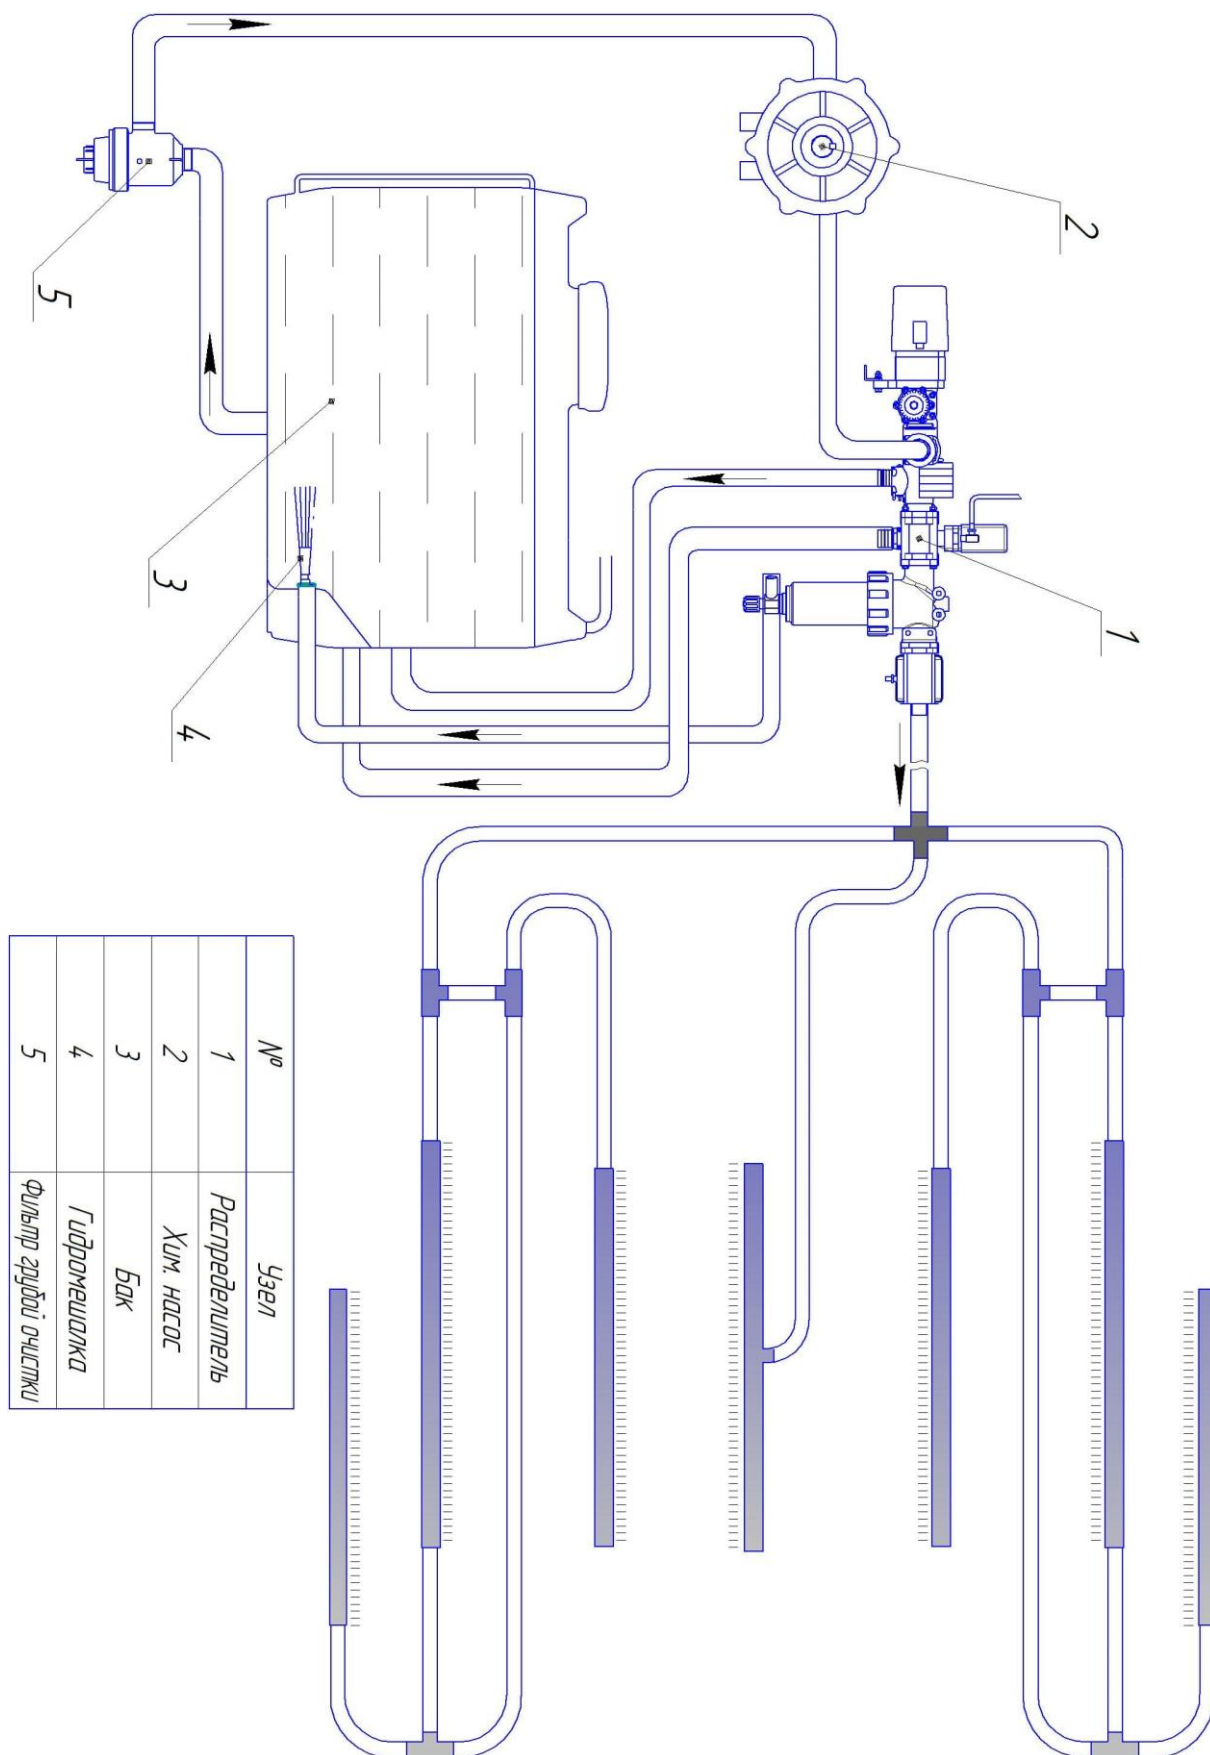 5
2
3
4
1
№ Узел
1 Распределитель
2 Хим. насос
3 Бак
4 Гидромешалка
5 Фильтр грубой очистки